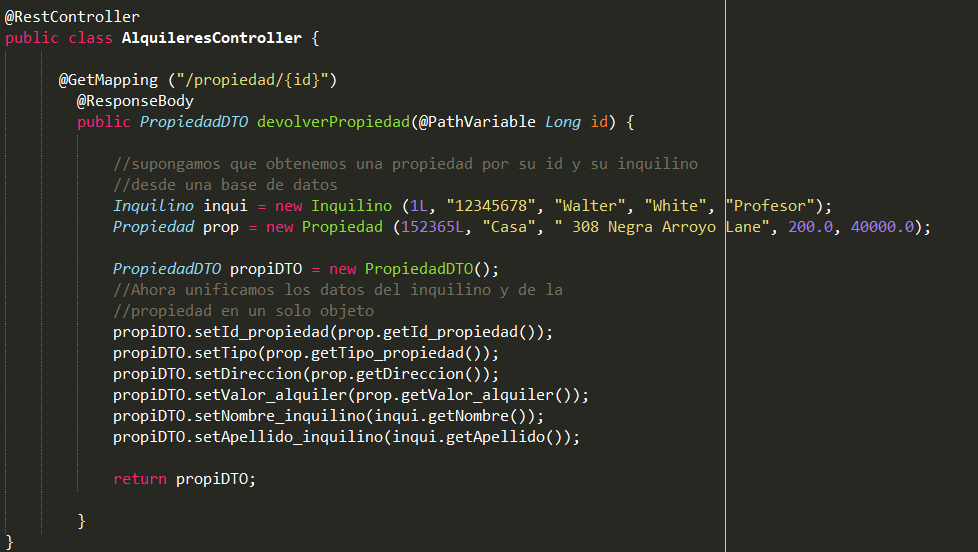 @RestController
public class AlquileresController {
@GetMapping ("/propiedad/{id}")
@ResponseBody
public PropiedadDTO devolverPropiedad(@PathVariable Long id) {
//supongamos que obtenemos una propiedad por su id y su inquilino
//desde una base de datos
Inquilino inqui = new Inquilino (1L, "12345678", "Walter", "White", "Profesor");
Propiedad prop = new Propiedad (152365L, "Casa", " 308 Negra Arroyo Lane", 200.0, 40000.0);
PropiedadDTO propiDTO = new PropiedadDTO();
//Ahora unificamos los datos del inquilino y de la
//propiedad en un solo objeto
propiDTO.setId_propiedad(prop.getId_propiedad());
propiDTO.setTipo(prop.getTipo_propiedad());
propiDTO.setDireccion(prop.getDireccion());
propiDTO.setValor_alquiler(prop.getValor_alquiler());
propiDTO.setNombre_inquilino(inqui.getNombre());
propiDTO.setApellido_inquilino(inqui.getApellido());
return propiDTO;
}
}